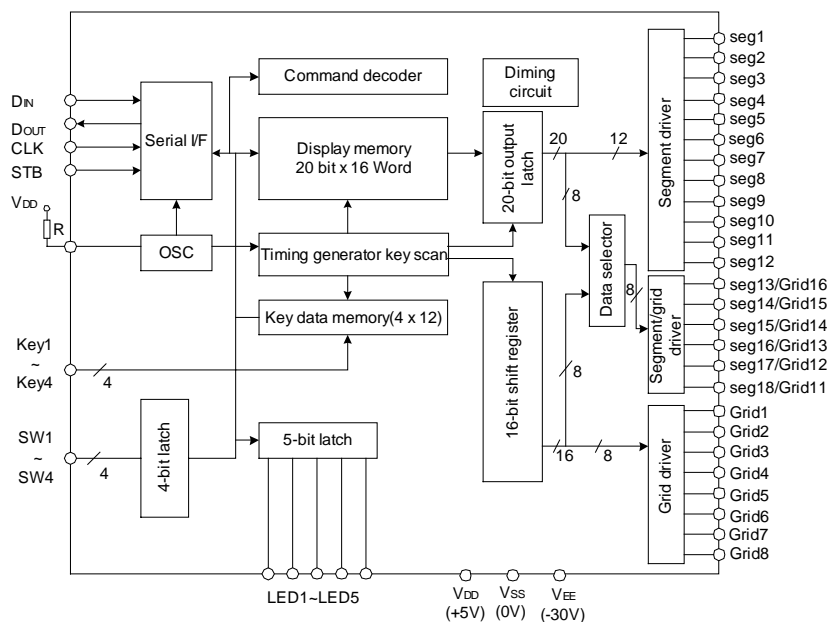 DIN
DOUT
CLK
STB
VDD
R
OSC
Serial I/F
Command decoder
Display memory
20 bit x 16 Word
Timing generator key scan
Key data memory(4 x 12)
Key1
~
Key4
4
SW1
~
SW4
4
4-bit latch
5-bit latch
LED1~LED5
Diming
circuit
20-bit output
latch
20
12
8
Data selector
8
16-bit shift register
8
16
8
Segment driver
Segment/grid
driver
Grid driver
seg1
seg2
seg3
seg4
seg5
seg6
seg7
seg8
seg9
seg10
seg11
seg12
seg13/Grid16
seg14/Grid15
seg15/Grid14
seg16/Grid13
seg17/Grid12
seg18/Grid11
Grid1
Grid2
Grid3
Grid4
Grid5
Grid6
Grid7
Grid8
VDD
(+5V)
VSS
(0V)
VEE
(-30V)